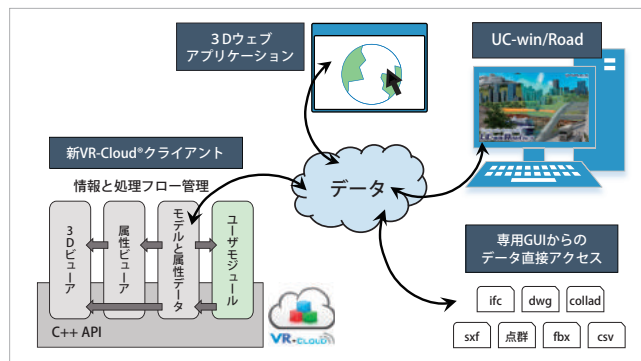 ３Dウェブ
アプリケーション
UC-win/Road
新VR-Cloud®クライアント
情報と処理フロー管理
データ
３Dビューア
属性ビューア
モデルと属性データ
ユーザモジュール
C++ API
VR-CLOUD
専用GUIからの
データ直接アクセス
ifc
dwg
collad
sxf
点群
fbx
csv